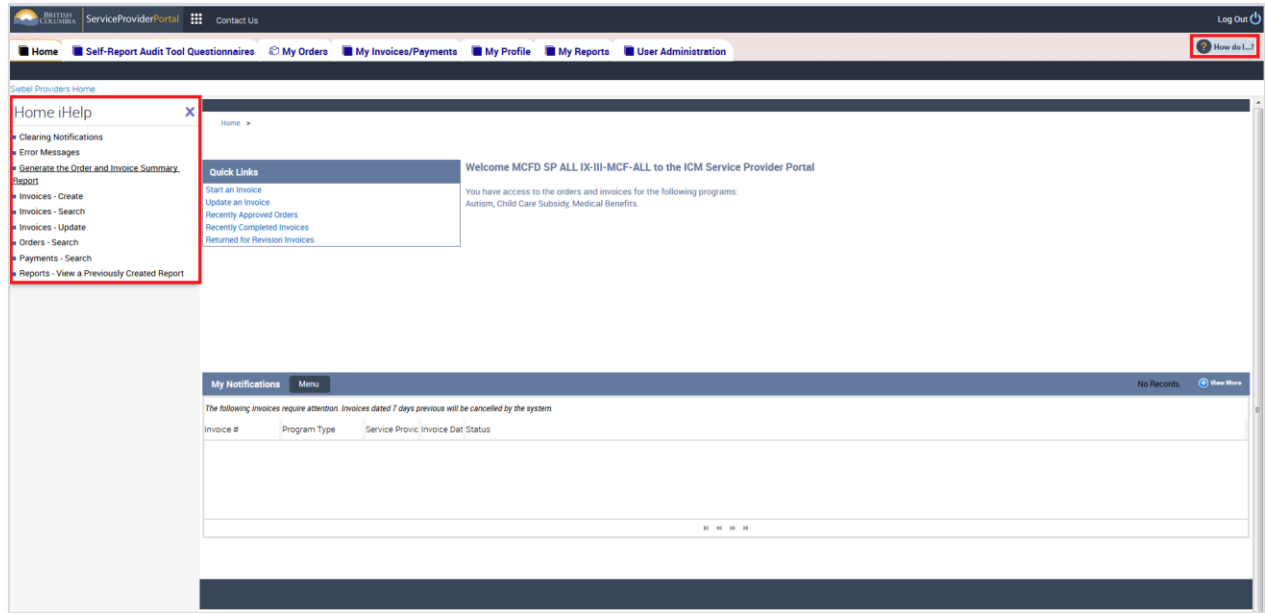 BRITISH COLUMBIA ServiceProviderPortal Contact Us Log Out
Home Self-Report Audit Tool Questionnaires My Orders My Invoices/Payments My Profile My Reports User Administration How do I...?
Siebel Providers Home:
Home iHelp X
Clearing Notifications
Error Messages
Generate the Order and Invoice Summary
Report
Invoices - Create
Invoices - Search
Invoices - Update
Orders - Search
Payments - Search
Reports - View a Previously Created Report
Home >
Quick Links
Start an Invoice
Update an Invoice
Recently Approved Orders
Recently Completed Invoices
Returned for Revision Invoices
Welcome MCFD SP ALL IX-III-MCF-ALL to the ICM Service Provider Portal
You have access to the orders and invoices for the following programs:
Autism, Child Care Subsidy, Medical Benefits.
My Notifications Menu No Records. View More
The following invoices require attention. Invoices dated 7 days previous will be cancelled by the system.
Invoice # Program Type Service Provic Invoice Dat Status